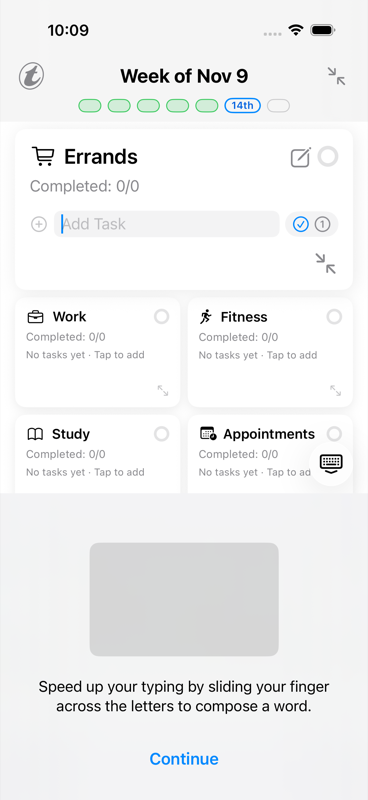 10:09
Week of Nov 9
14th
Errands
Completed: 0/0
Add Task
1
Work
Completed: 0/0
No tasks yet · Tap to add
Fitness
Completed: 0/0
No tasks yet · Tap to add
Study
Completed: 0/0
No tasks yet · Tap to add
Appointments
Completed: 0/0
No tasks yet · Tap to add
Speed up your typing by sliding your finger
across the letters to compose a word.
Continue